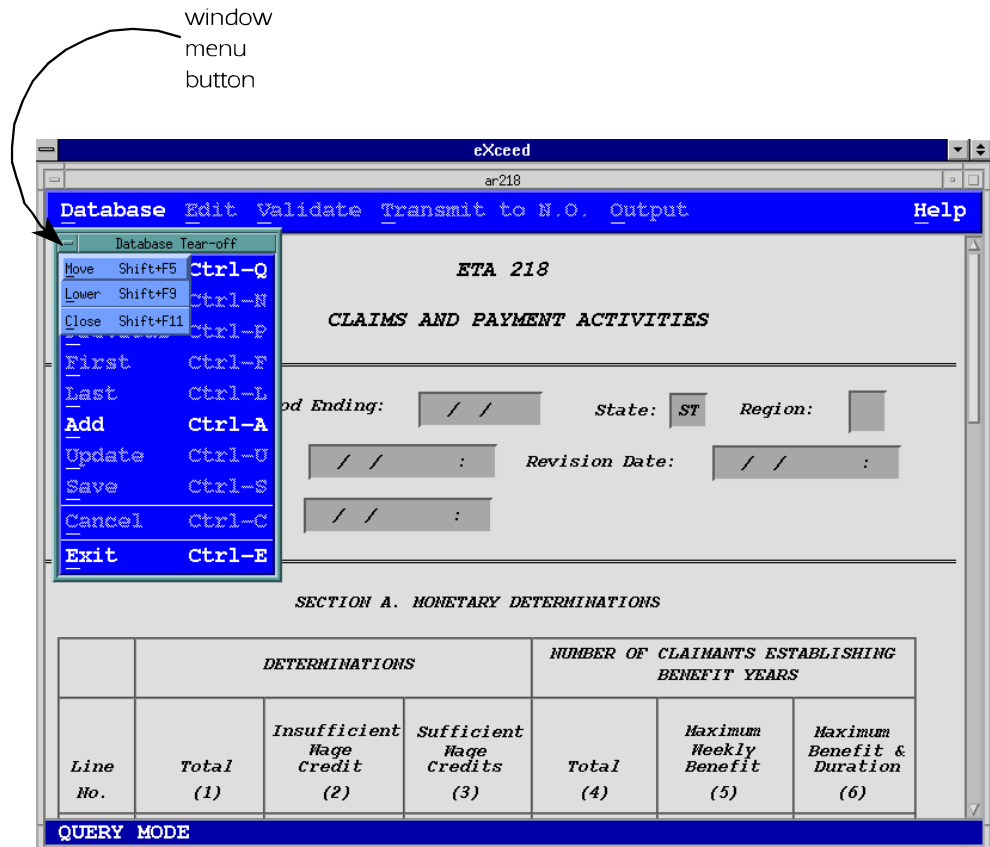 window
menu
button
eXceed
ar218
Database Edit Validate Transmit to N.O. Output Help
Database Tear-off
Move Shift+F5
Lower Shift+F9
Close Shift+F11
Ctrl-Q
Ctrl-N
Ctrl-P
First Ctrl-F
Last Ctrl-L
Add Ctrl-A
Update Ctrl-U
Save Ctrl-S
Cancel Ctrl-C
Exit Ctrl-E
ETA 218
CLAIMS AND PAYMENT ACTIVITIES
Ending: / / State: ST Region:
/ / : Revision Date: / / :
/ / :
SECTION A. MONETARY DETERMINATIONS
DETERMINATIONS
NUMBER OF CLAIMANTS ESTABLISHING
BENEFIT YEARS
Line
No.
Total
(1)
Insufficient
Wage
Credit
(2)
Sufficient
Wage
Credits
(3)
Total
(4)
Maximum
Weekly
Benefit
(5)
Maximum
Benefit &
Duration
(6)
QUERY MODE